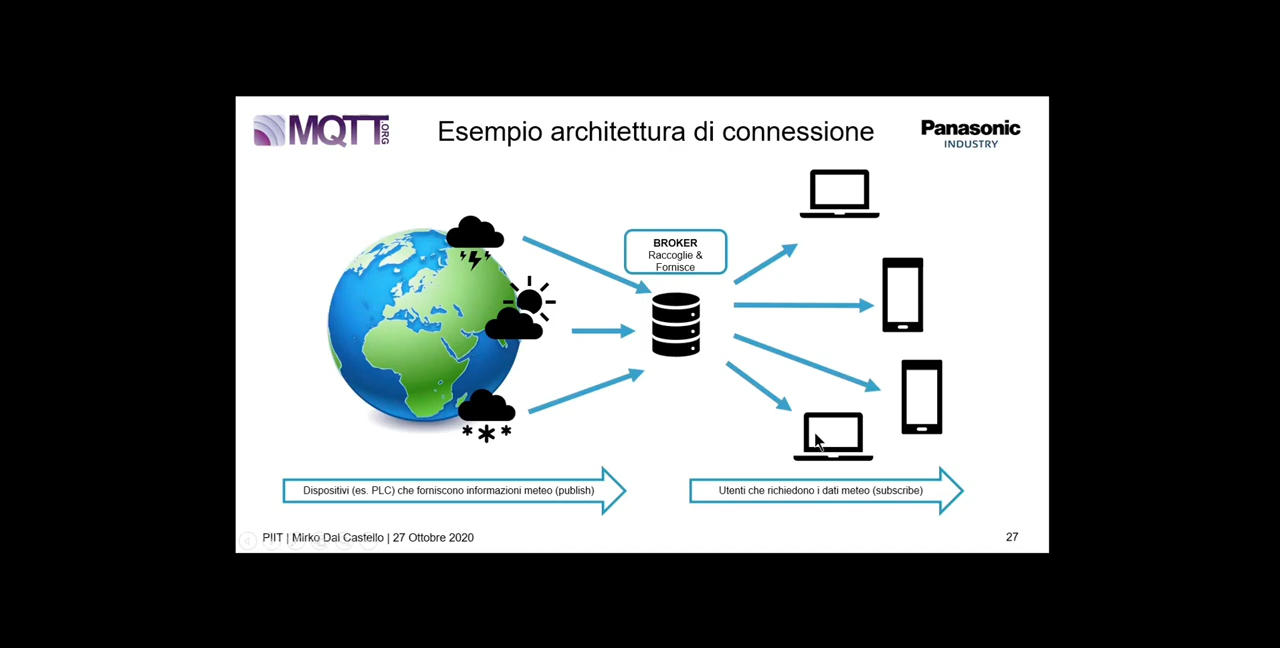 MQTT.ORG
Esempio architettura di connessione
Panasonic
INDUSTRY
BROKER
Raccoglie &
Fornisce
Dispositivi (es. PLC) che forniscono informazioni meteo (publish)
Utenti che richiedono i dati meteo (subscribe)
PIIT | Mirko Dal Castello | 27 Ottobre 2020
27